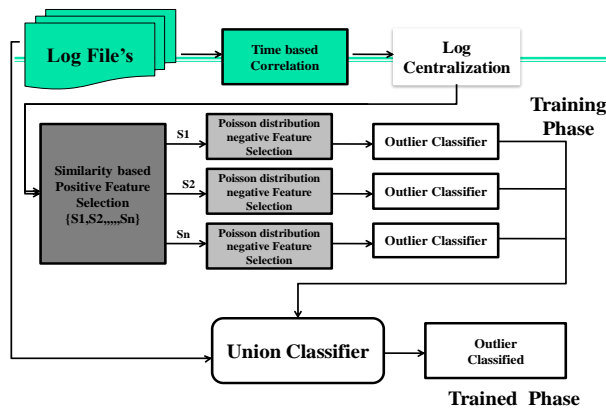 Log File's
Time based
Correlation
Log
Centralization
Training
Phase
Similarity based
Positive Feature
Selection
{S1,S2,,,,,Sn}
S1
Poisson distribution
negative Feature
Selection
Outlier Classifier
S2
Poisson distribution
negative Feature
Selection
Outlier Classifier
Sn
Poisson distribution
negative Feature
Selection
Outlier Classifier
Union Classifier
Outlier
Classified
Trained Phase